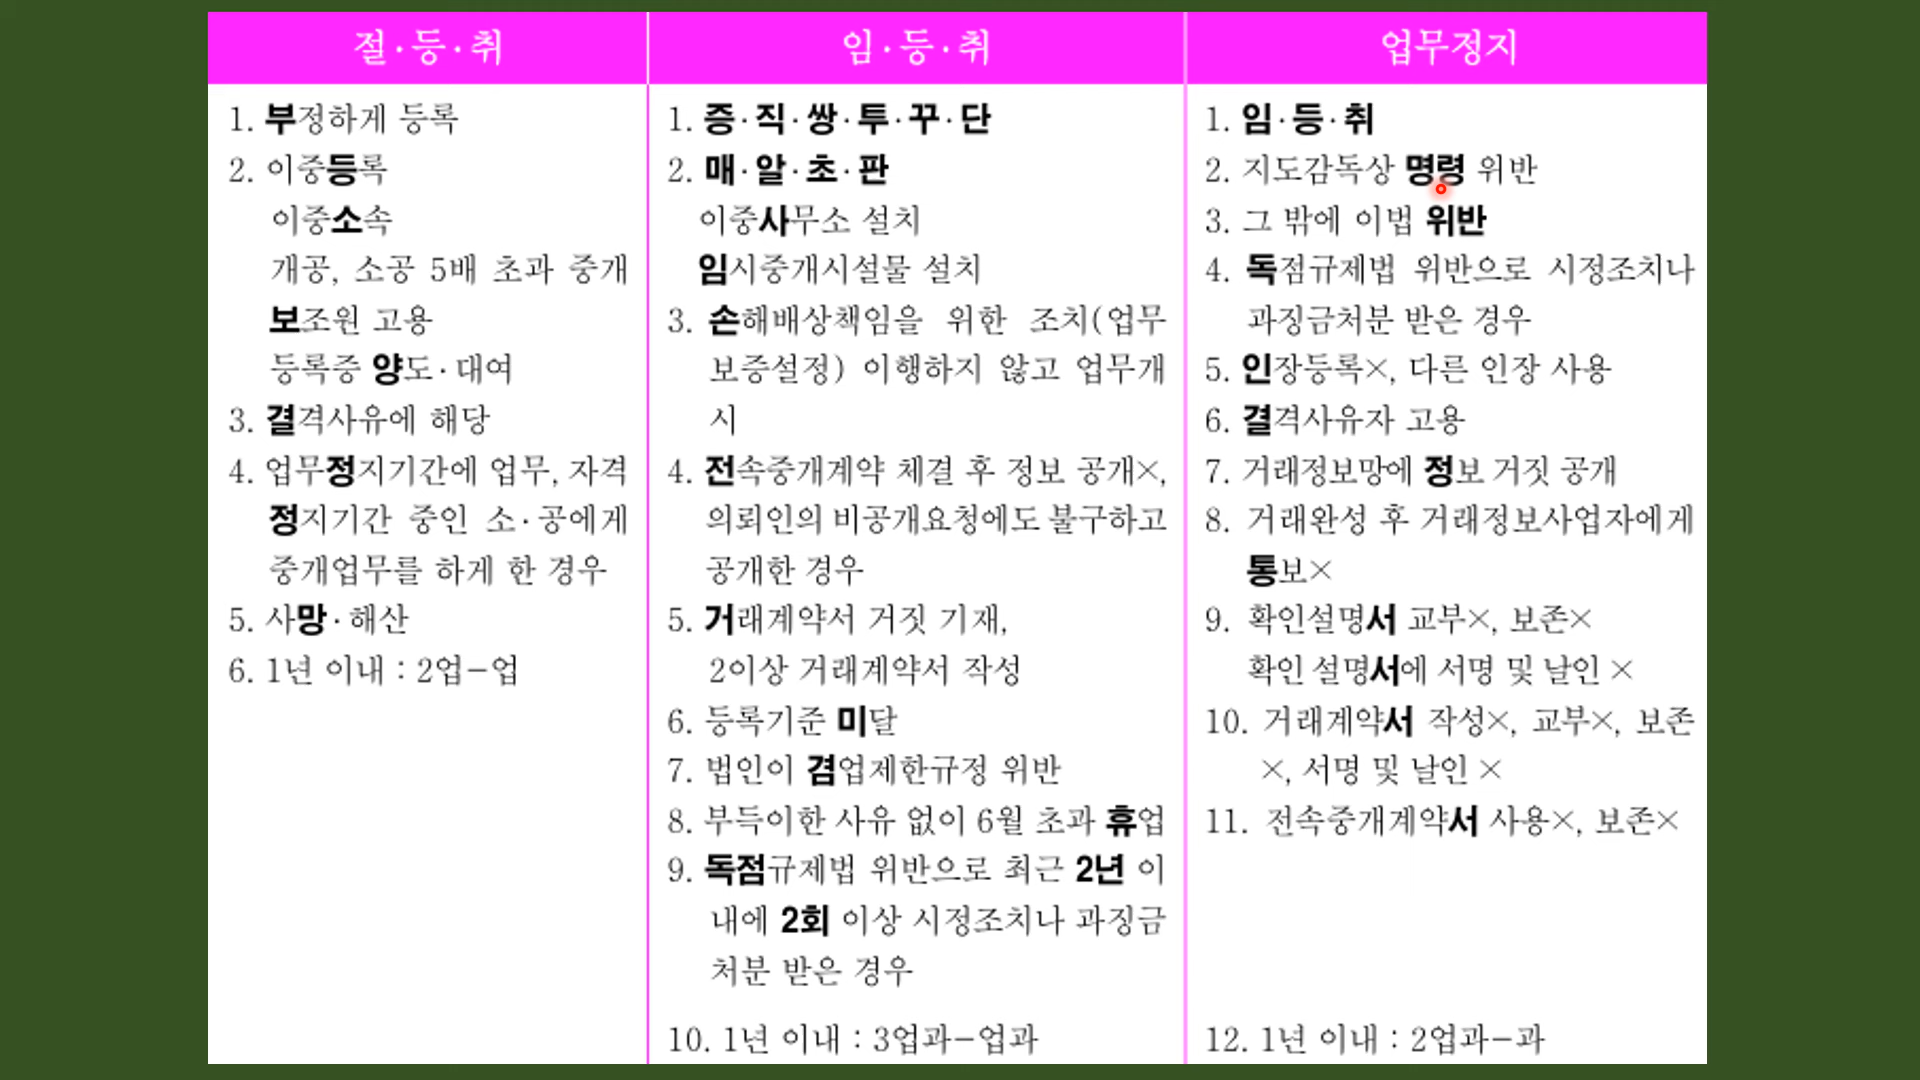 절·등·취
1. 부정하게 등록
2. 이중등록
이중소속
개공, 소공 5배 초과 중개
보조원 고용
등록증 양도·대여
3. 결격사유에 해당
4. 업무정지기간에 업무, 자격
정지기간 중인 소·공에게
중개업무를 하게 한 경우
5. 사망·해산
6. 1년 이내 : 2업-업
임·등·취
1. 증·직·쌍·투·꾸·단
2. 매·알·초·판
이중사무소 설치
임시중개시설물 설치
3. 손해배상책임을 위한 조치(업무
보증설정) 이행하지 않고 업무개
시
4. 전속중개계약 체결 후 정보 공개×,
의뢰인의 비공개요청에도 불구하고
공개한 경우
5. 거래계약서 거짓 기재,
2이상 거래계약서 작성
6. 등록기준 미달
7. 법인이 겸업제한규정 위반
8. 부득이한 사유 없이 6월 초과 휴업
9. 독점규제법 위반으로 최근 2년 이
내에 2회 이상 시정조치나 과징금
처분 받은 경우
10. 1년 이내 : 3업과-업과
업무정지
1. 임·등·취
2. 지도감독상 명령 위반
3. 그 밖에 이법 위반
4. 독점규제법 위반으로 시정조치나
과징금처분 받은 경우
5. 인장등록×, 다른 인장 사용
6. 결격사유자 고용
7. 거래정보망에 정보 거짓 공개
8. 거래완성 후 거래정보사업자에게
통보×
9. 확인설명서 교부×, 보존×
확인 설명서에 서명 및 날인 ×
10. 거래계약서 작성×, 교부×, 보존
×, 서명 및 날인 ×
11. 전속중개계약서 사용×, 보존×
12. 1년 이내 : 2업과-과